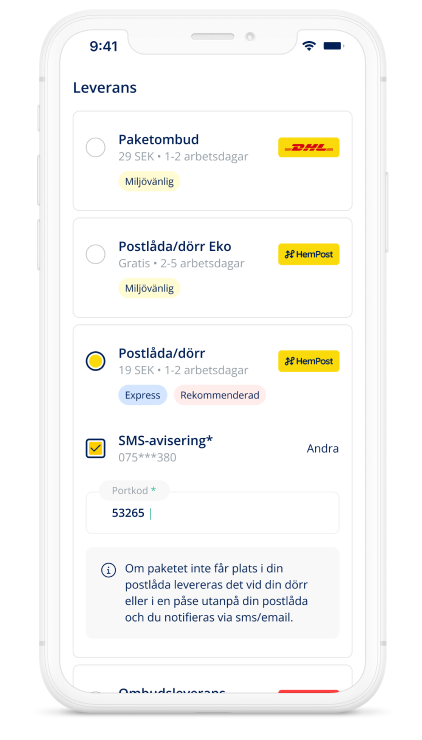 9:41
Leverans
Paketombud
29 SEK • 1-2 arbetsdagar
DHL
Miljövänlig
Postlåda/dörr Eko
Gratis • 2-5 arbetsdagar
HemPost
Miljövänlig
Postlåda/dörr
19 SEK • 1-2 arbetsdagar
HemPost
Express
Rekommenderad
SMS-avisering*
075***380
Andra
Portkod *
53265
Om paketet inte får plats i din
postlåda levereras det vid din dörr
eller i en påse utanpå din postlåda
och du notifieras via sms/email.
Ombudsleverans